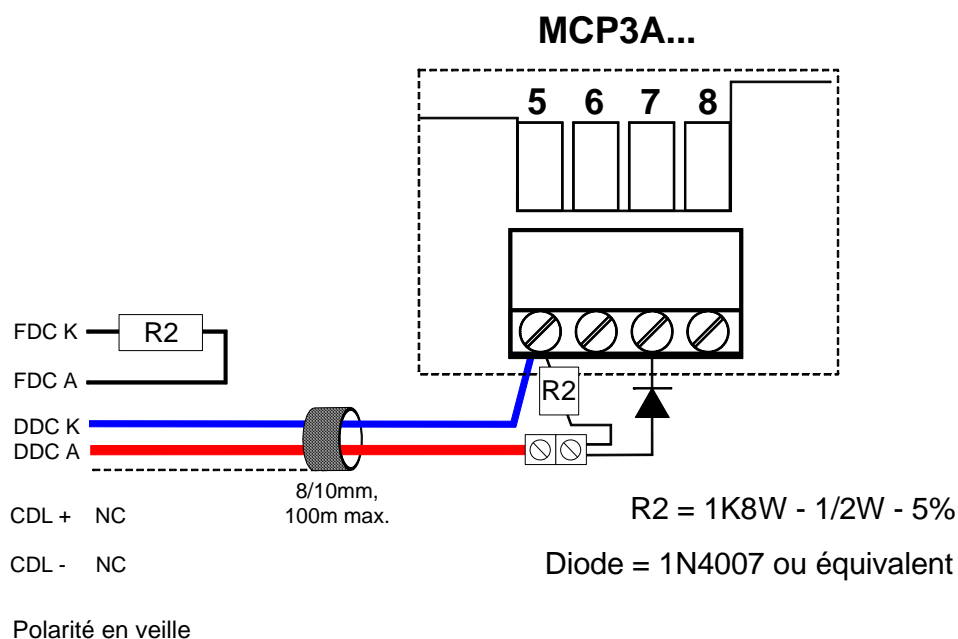 MCP3A...
5 6 7 8
FDC K
R2
FDC A
R2
DDC K
DDC A
8/10mm,
100m max.
CDL + NC
R2 = 1K8W - 1/2W - 5%
CDL - NC
Diode = 1N4007 ou équivalent
Polarité en veille